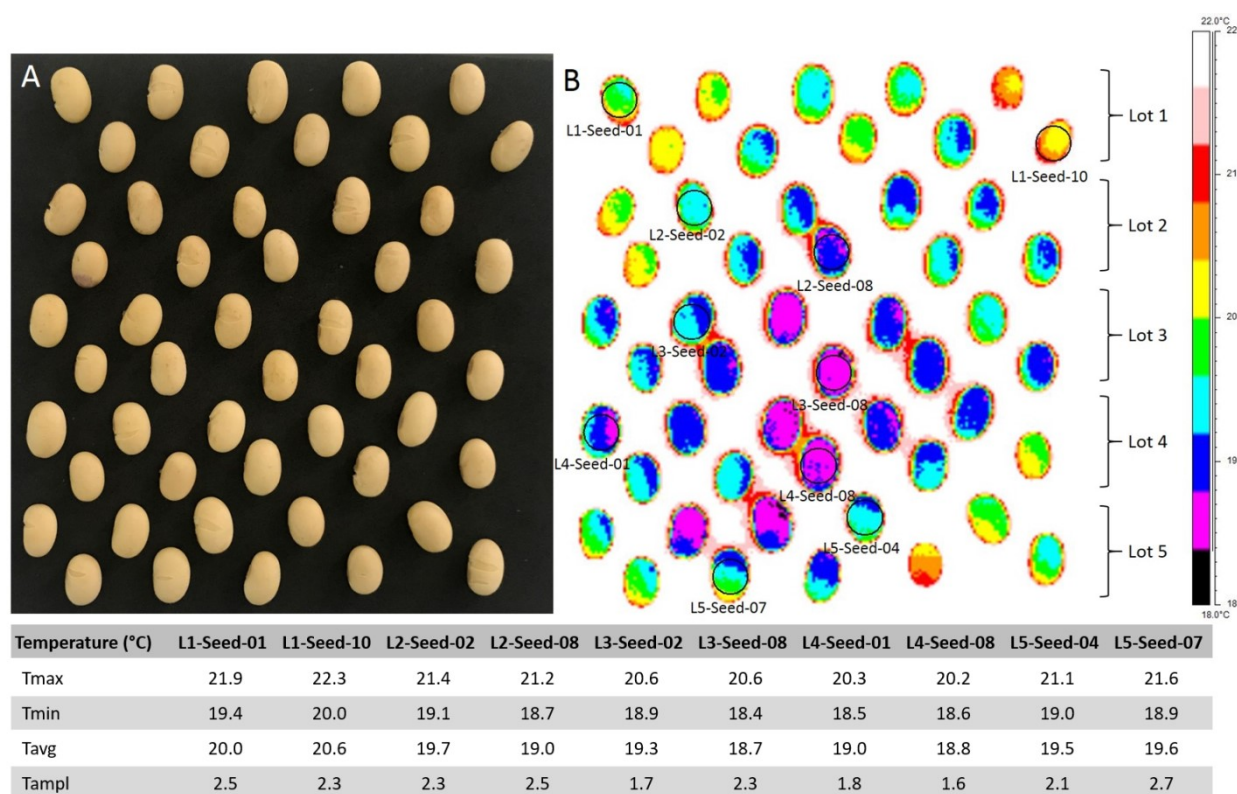 A
B
22.0°C
22
21
20
19
18
18.0°C
L1-Seed-01
L1-Seed-10
Lot 1
L2-Seed-02
L2-Seed-08
Lot 2
L3-Seed-02
L3-Seed-08
Lot 3
L4-Seed-01
L4-Seed-08
Lot 4
L5-Seed-04
L5-Seed-07
Lot 5
Temperature (°C) L1-Seed-01 L1-Seed-10 L2-Seed-02 L2-Seed-08 L3-Seed-02 L3-Seed-08 L4-Seed-01 L4-Seed-08 L5-Seed-04 L5-Seed-07
Tmax 21.9 22.3 21.4 21.2 20.6 20.6 20.3 20.2 21.1 21.6
Tmin 19.4 20.0 19.1 18.7 18.9 18.4 18.5 18.6 19.0 18.9
Tavg 20.0 20.6 19.7 19.0 19.3 18.7 19.0 18.8 19.5 19.6
Tampl 2.5 2.3 2.3 2.5 1.7 2.3 1.8 1.6 2.1 2.7